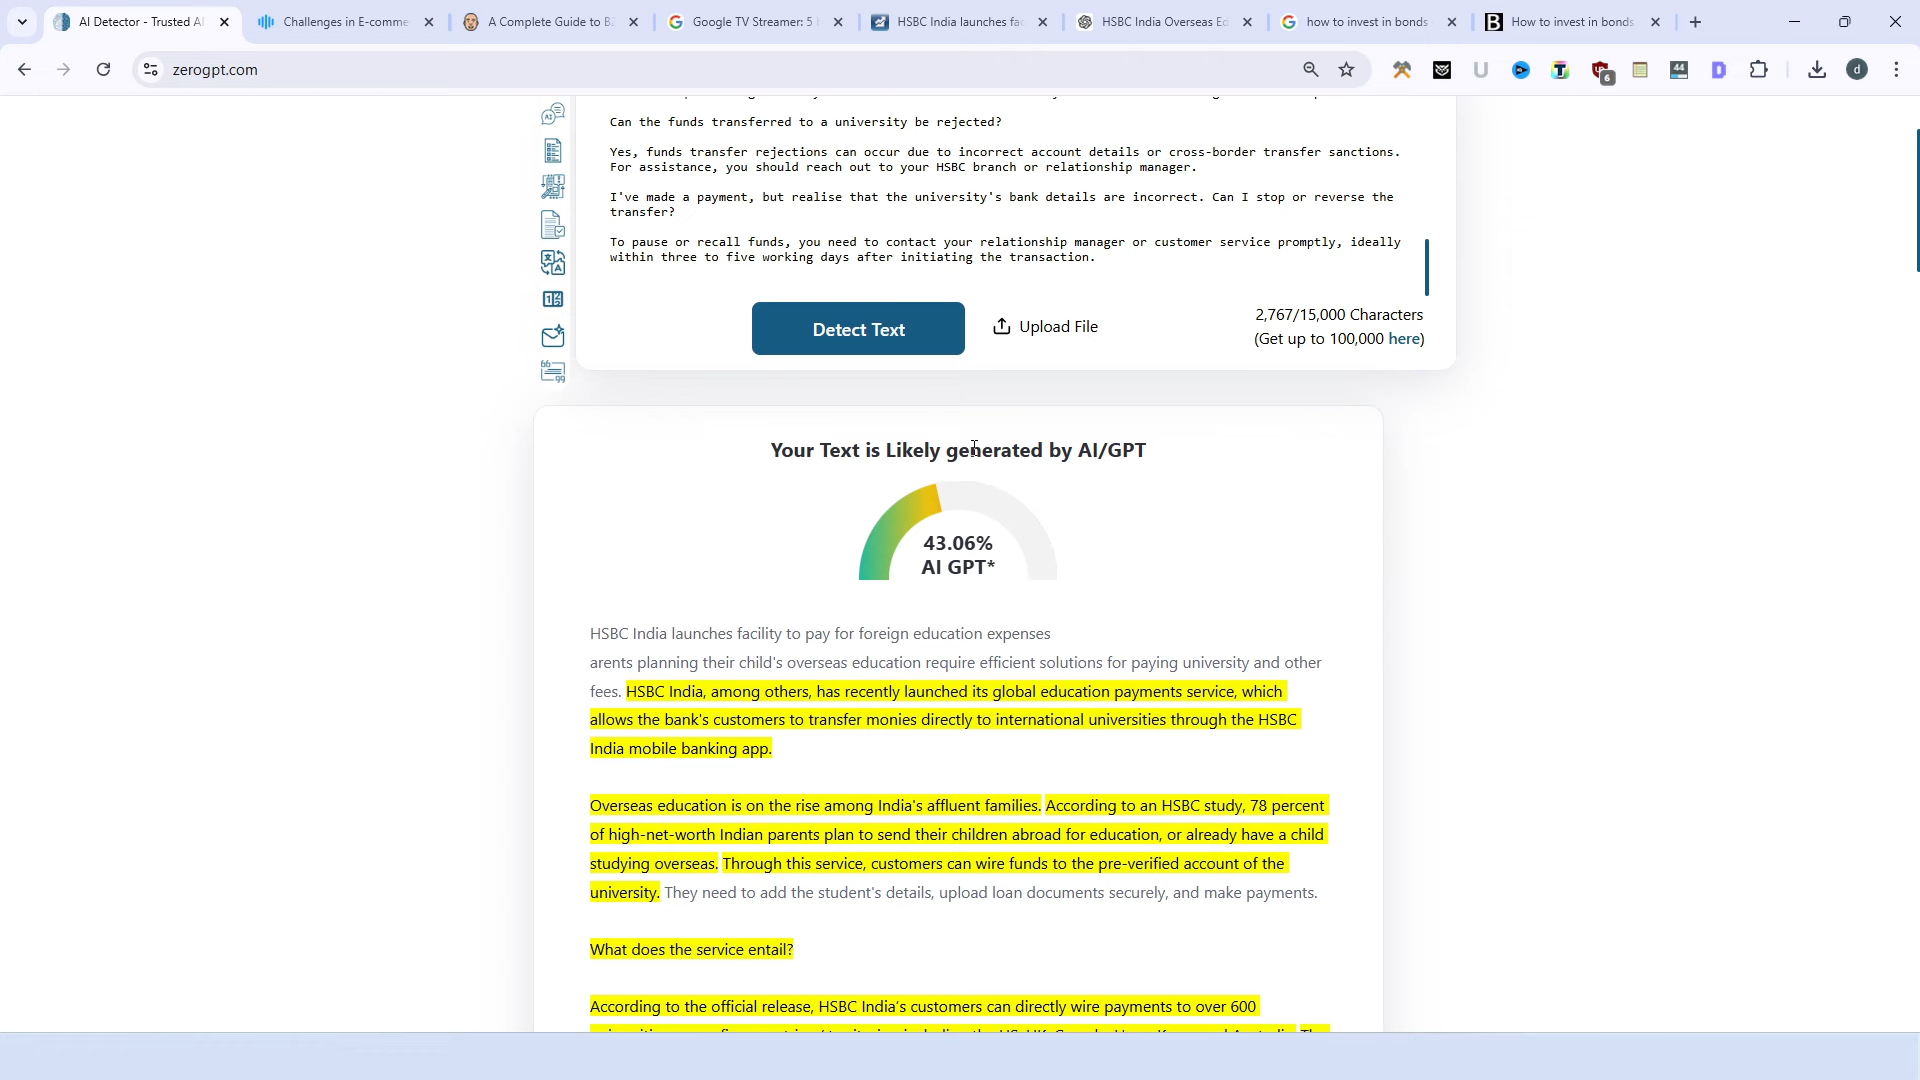 AI Detector - Trusted AI
Challenges in E-comme
A Complete Guide to B2
Google TV Streamer: 5
HSBC India launches fac
HSBC India Overseas Ed
how to invest in bonds
How to invest in bonds
zerogpt.com
6
44
d
Can the funds transferred to a university be rejected?
Yes, funds transfer rejections can occur due to incorrect account details or cross-border transfer sanctions.
For assistance, you should reach out to your HSBC branch or relationship manager.
I've made a payment, but realise that the university's bank details are incorrect. Can I stop or reverse the
transfer?
To pause or recall funds, you need to contact your relationship manager or customer service promptly, ideally
within three to five working days after initiating the transaction.
Detect Text
Upload File
2,767/15,000 Characters
(Get up to 100,000 here)
Your Text is Likely generated by AI/GPT
43.06%
AI GPT*
HSBC India launches facility to pay for foreign education expenses
arents planning their child's overseas education require efficient solutions for paying university and other
fees. HSBC India, among others, has recently launched its global education payments service, which
allows the bank's customers to transfer monies directly to international universities through the HSBC
India mobile banking app.
Overseas education is on the rise among India's affluent families. According to an HSBC study, 78 percent
of high-net-worth Indian parents plan to send their children abroad for education, or already have a child
studying overseas. Through this service, customers can wire funds to the pre-verified account of the
university. They need to add the student's details, upload loan documents securely, and make payments.
What does the service entail?
According to the official release, HSBC India's customers can directly wire payments to over 600